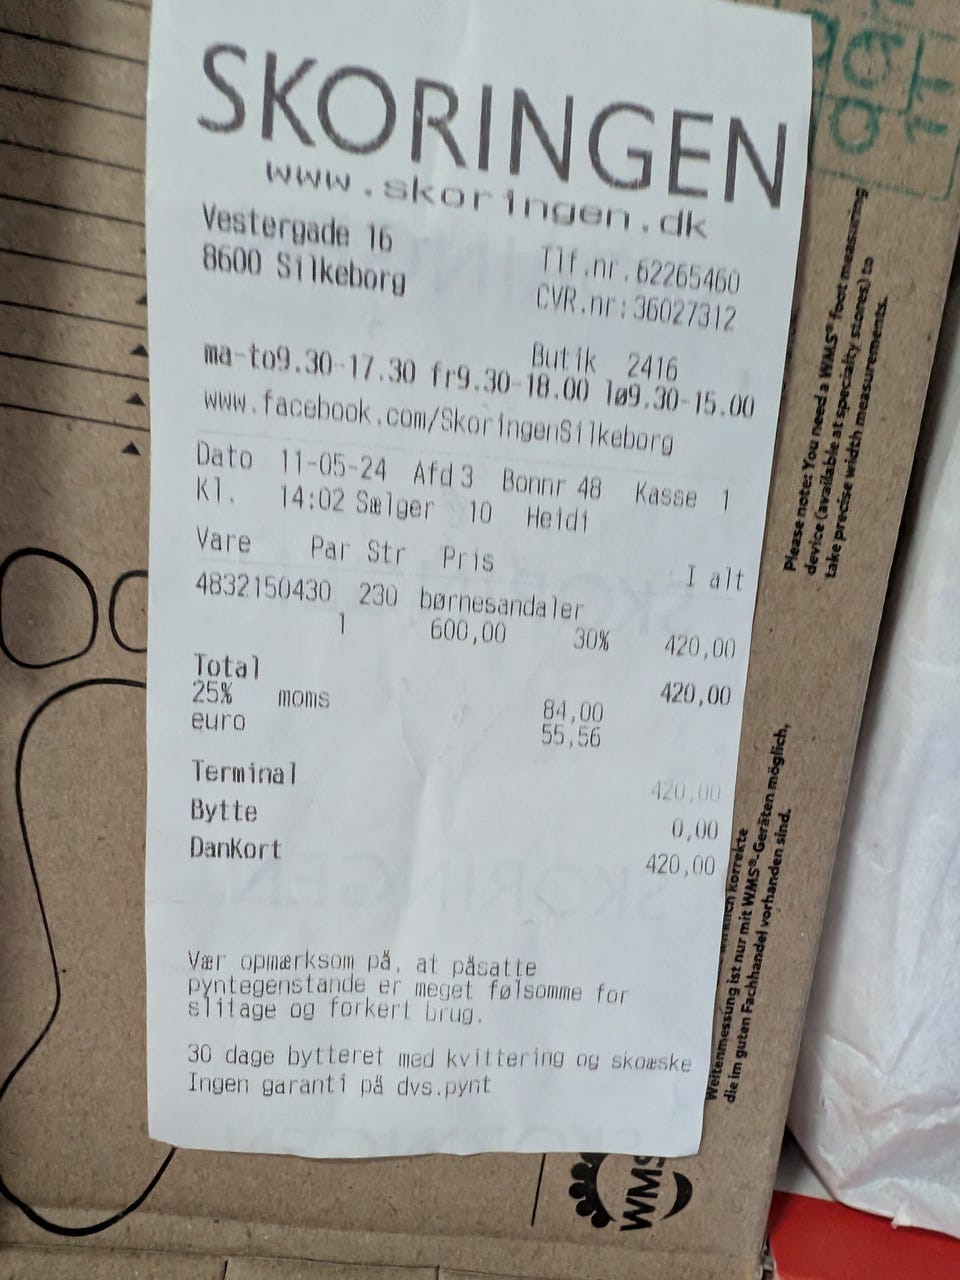 SKORINGEN
www.skoringen.dk
Vestergade 16
8600 Silkeborg
Tlf.nr.62265460
CVR.nr:36027312
Butik 2416
ma-to9.30-17.30 fr9.30-18.00 lø9.30-15.00
www.facebook.com/SkoringenSilkeborg
Dato 11-05-24 Afd 3 Bonnr 48 Kasse 1
Kl. 14:02 Sælger 10 Heidi
Vare Par Str Pris I alt
4832150430 230 børnesandaler
1 600,00 30% 420,00
Total 420,00
25% moms 84,00
euro 55,56
Terminal 420,00
Bytte 0,00
DanKort 420,00
Vær opmærksom på, at påsatte
pyntegenstande er meget følsomme for
slitage og forkert brug.
30 dage bytteret med kvittering og skoæske
Ingen garanti på dvs.pynt
Please note: You need a WMS® foot measuring
device (available at specialty stores) to
take precise width measurements.
korrekte
Weitenmessung ist nur mit WMS®-Geräten möglich,
die im guten Fachhandel vorhanden sind.
WMS